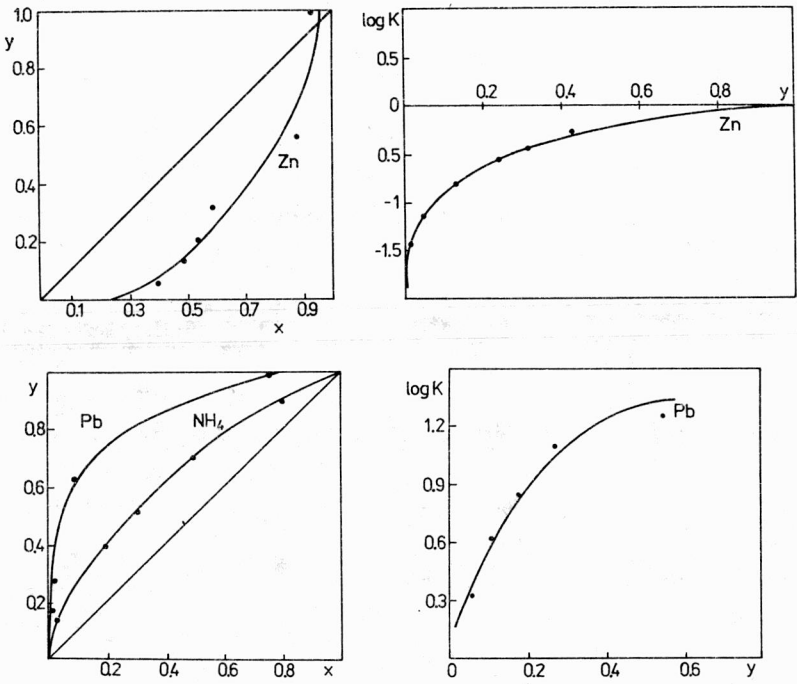 1.0
y
0.8
0.6
0.4
0.2
Zn
0.1 0.3 0.5 0.7 0.9
x
log K
0.5
0
0.5
-1
-1.5
0.2 0.4 0.6 0.8 y
Zn
y
0.8
0.6
0.4
0.2
Pb NH4
0.2 0.4 0.6 0.8 x
log K
1.2
0.9
0.6
0.3
Pb
0 0.2 0.4 0.6 y